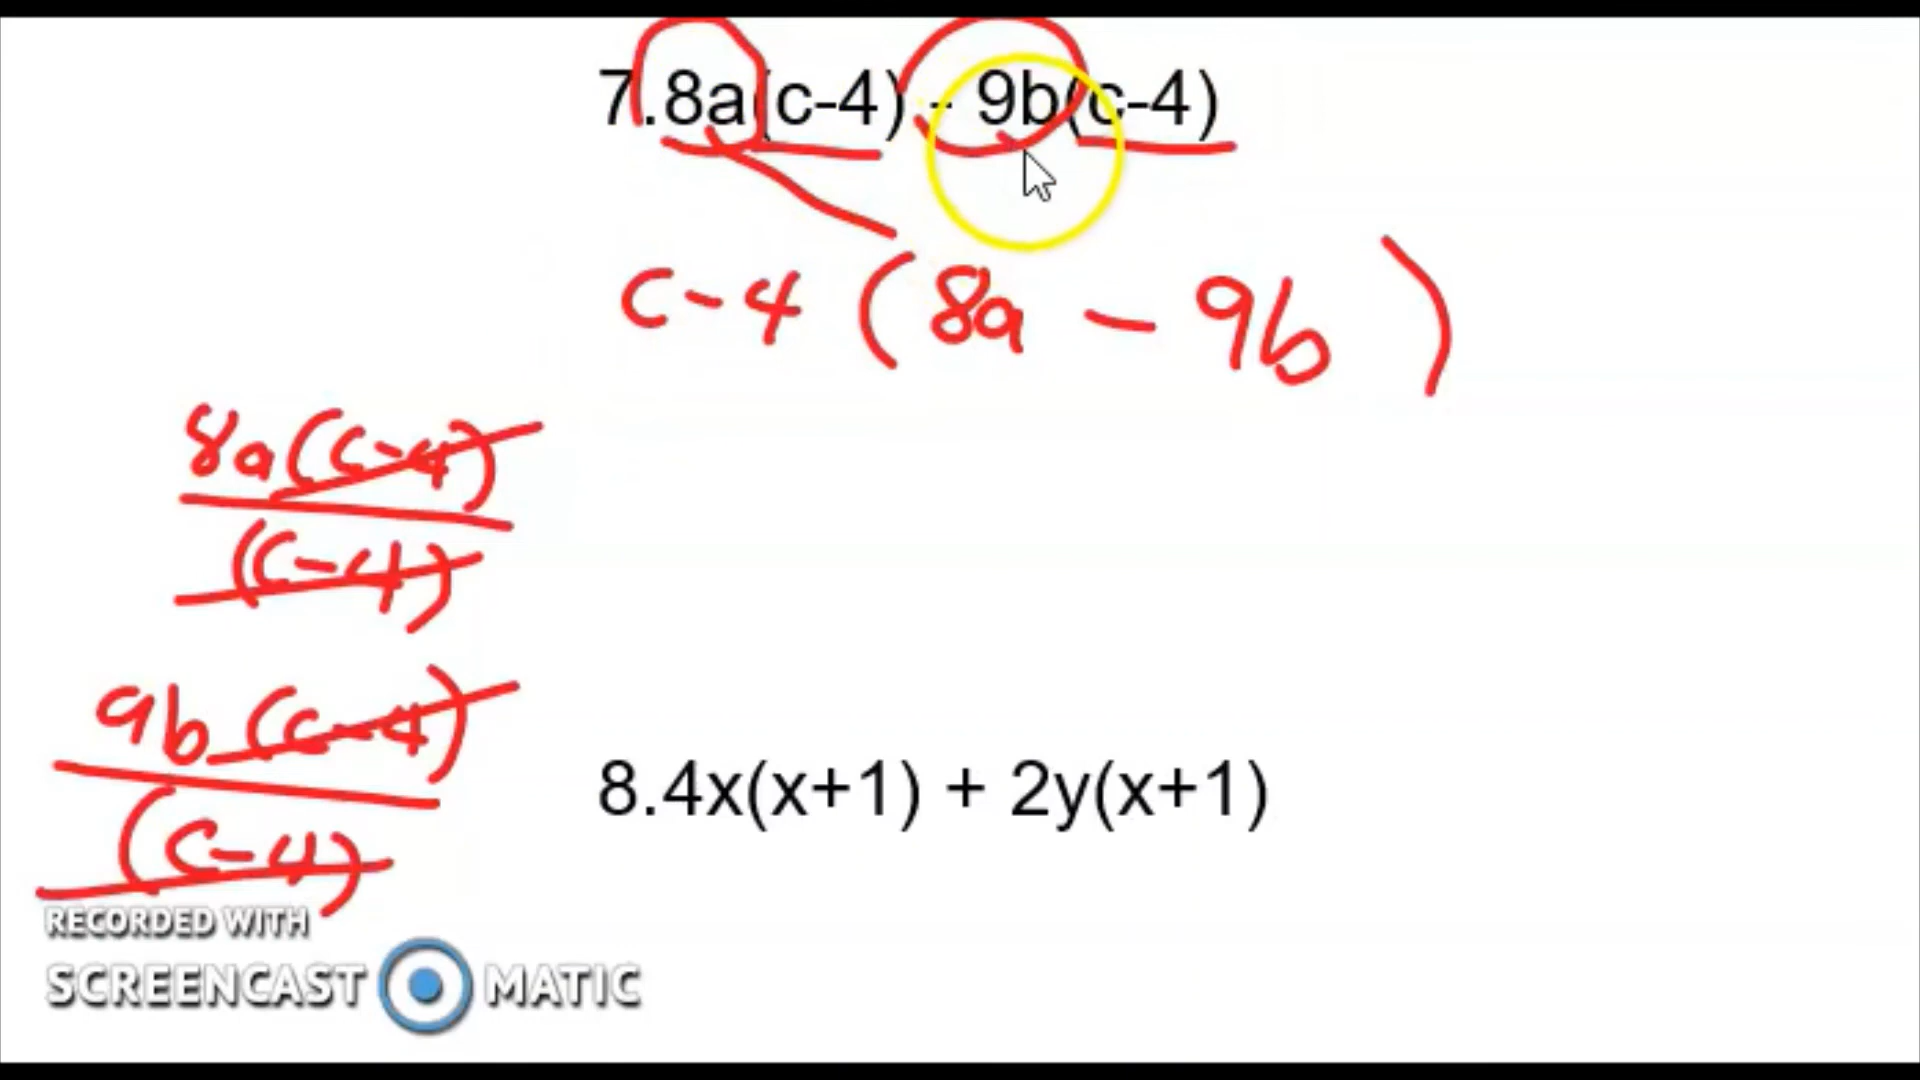 7.8a(c-4) - 9b(c-4)
c-4 (8a - 9b )
8a(c-4)
(c-4)
9b (c-4)
(c-4)
8.4x(x+1) + 2y(x+1)
RECORDED WITH
SCREENCAST MATIC